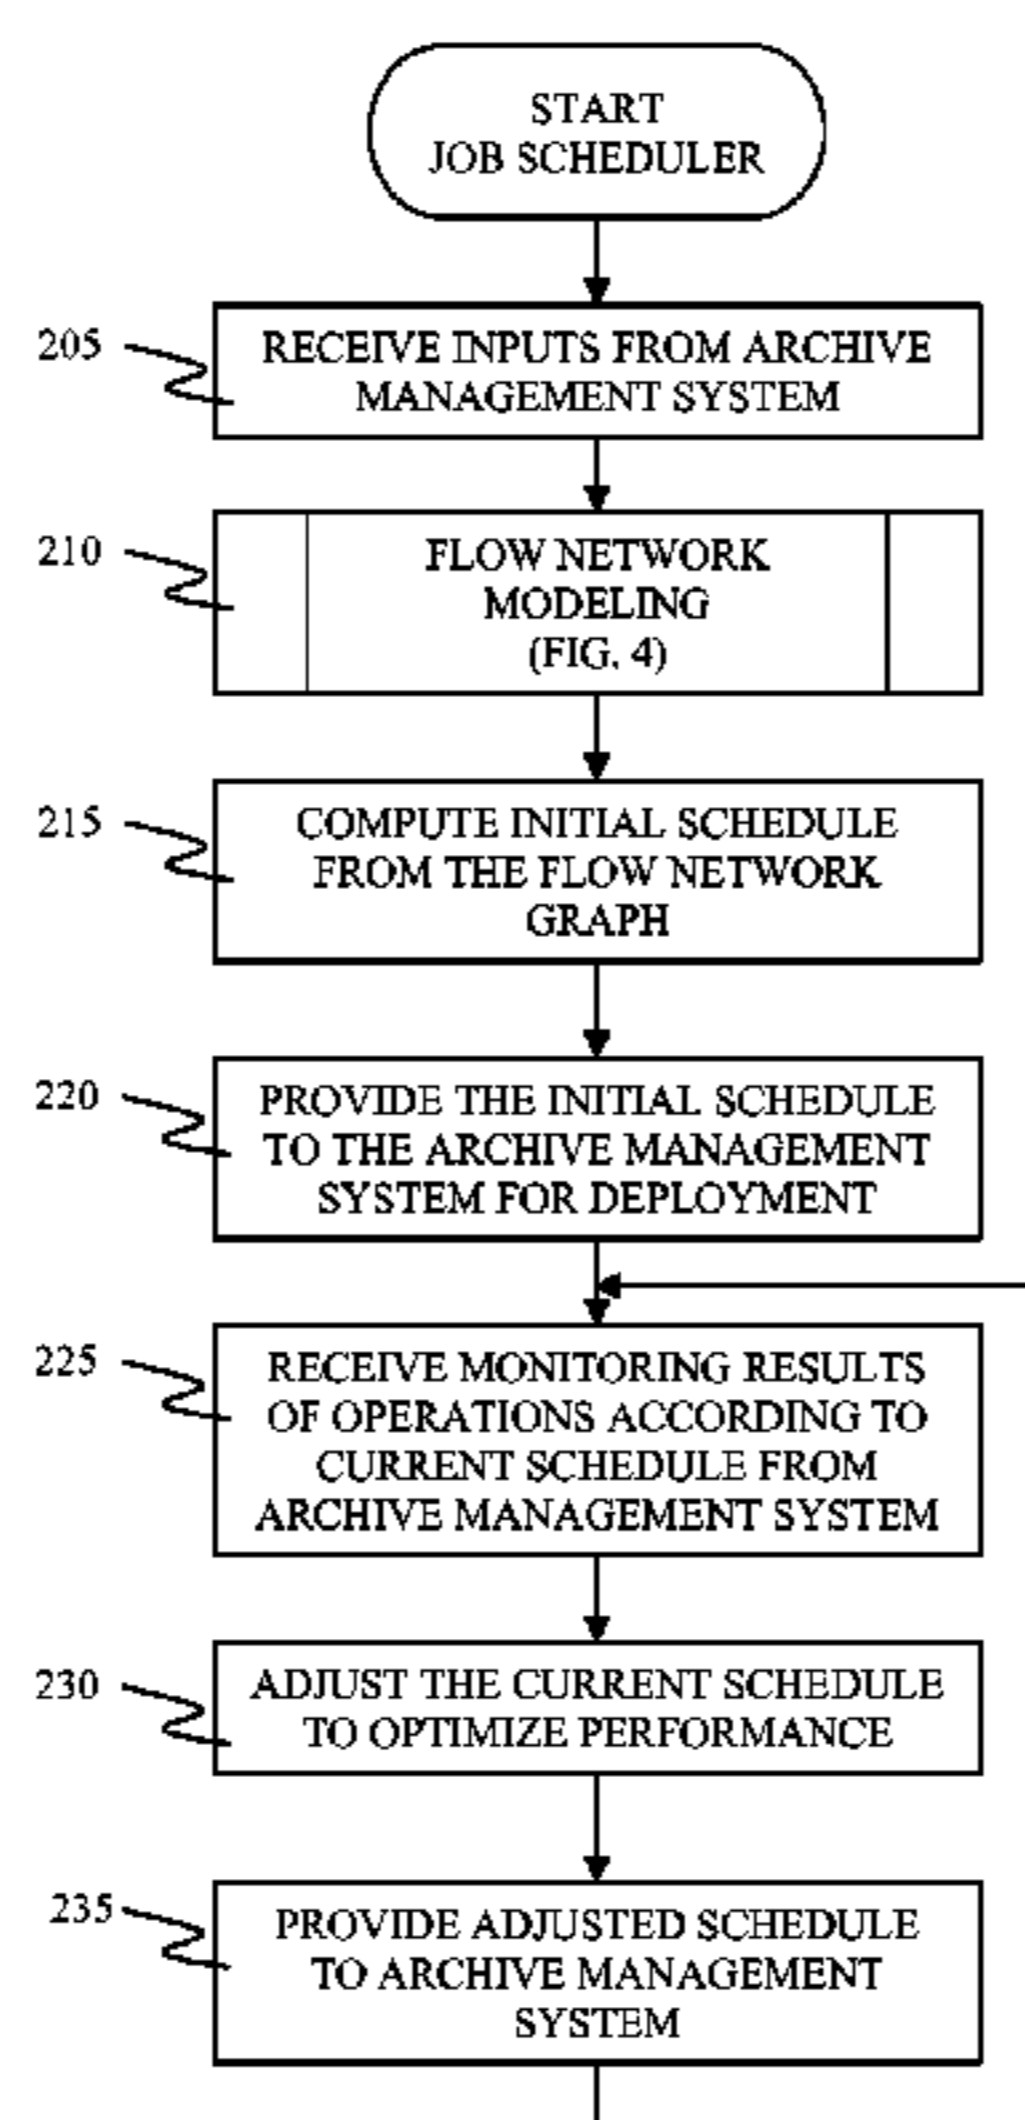 START
JOB SCHEDULER
205
RECEIVE INPUTS FROM ARCHIVE
MANAGEMENT SYSTEM
210
FLOW NETWORK
MODELING
(FIG. 4)
215
COMPUTE INITIAL SCHEDULE
FROM THE FLOW NETWORK
GRAPH
220
PROVIDE THE INITIAL SCHEDULE
TO THE ARCHIVE MANAGEMENT
SYSTEM FOR DEPLOYMENT
225
RECEIVE MONITORING RESULTS
OF OPERATIONS ACCORDING TO
CURRENT SCHEDULE FROM
ARCHIVE MANAGEMENT SYSTEM
230
ADJUST THE CURRENT SCHEDULE
TO OPTIMIZE PERFORMANCE
235
PROVIDE ADJUSTED SCHEDULE
TO ARCHIVE MANAGEMENT
SYSTEM